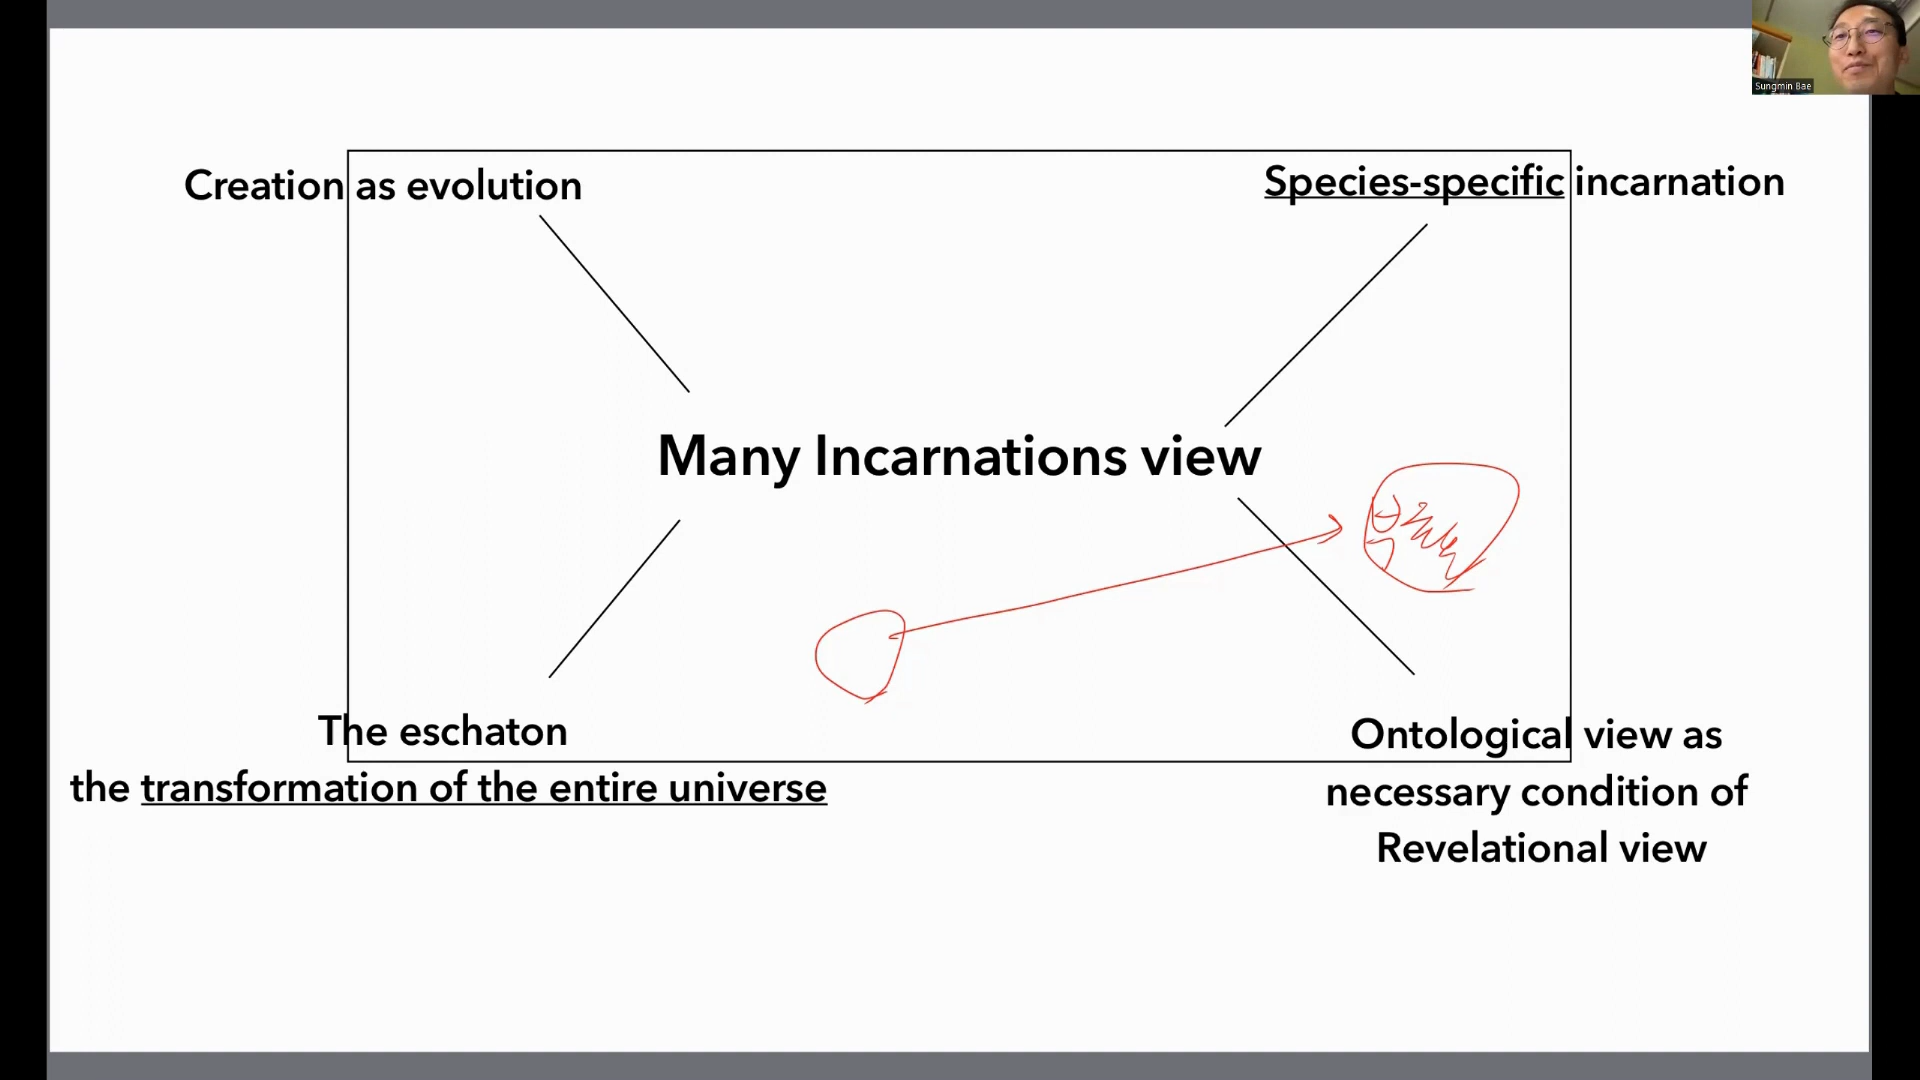 Sungmin Bae
Creation as evolution
Species-specific incarnation
Many Incarnations view
The eschaton
the transformation of the entire universe
Ontological view as
necessary condition of
Revelational view